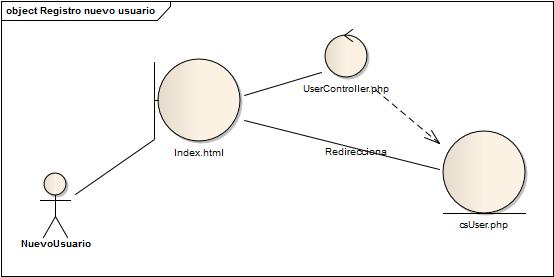 object Registro nuevo usuario
UserController.php
Index.html
Redirecciona
csUser.php
NuevoUsuario